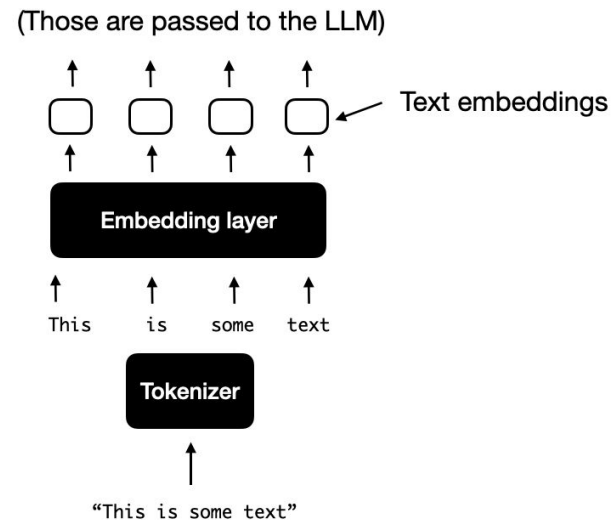 (Those are passed to the LLM)
Text embeddings
Embedding layer
This is some text
Tokenizer
“This is some text”